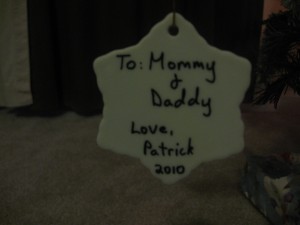 To: Mommy
&
Daddy
Love,
Patrick
2010